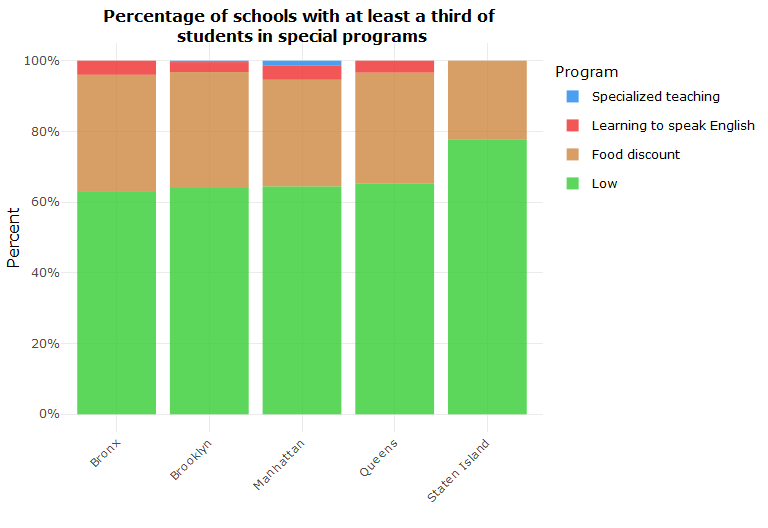 Percentage of schools with at least a third of
students in special programs
Percent
100%
80%
60%
40%
20%
0%
Bronx
Brooklyn
Manhattan
Queens
Staten Island
Program
Specialized teaching
Learning to speak English
Food discount
Low